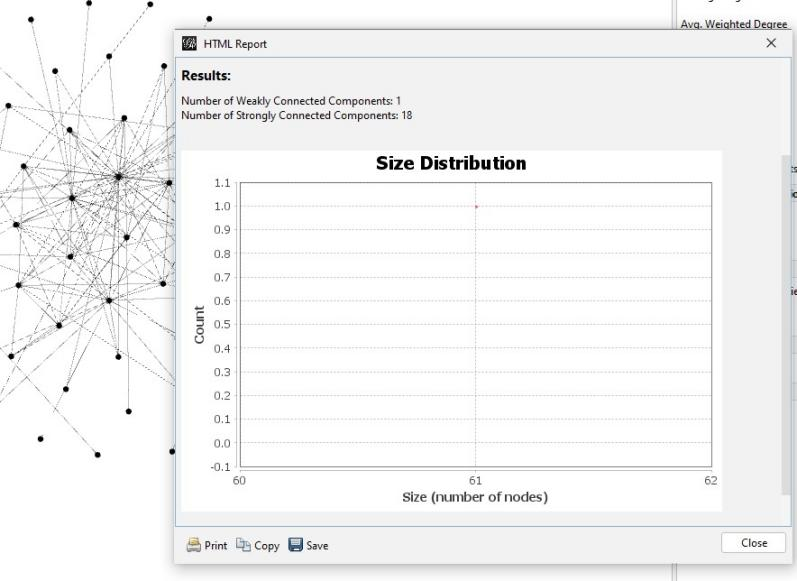 Avg. Weighted Degree
HTML Report
Results:
Number of Weakly Connected Components: 1
Number of Strongly Connected Components: 18
Size Distribution
1.1
1.0
0.9
0.8
0.7
0.6
0.5
0.4
0.3
0.2
0.1
0.0
-0.1
Count
60 61 62
Size (number of nodes)
Print Copy Save Close